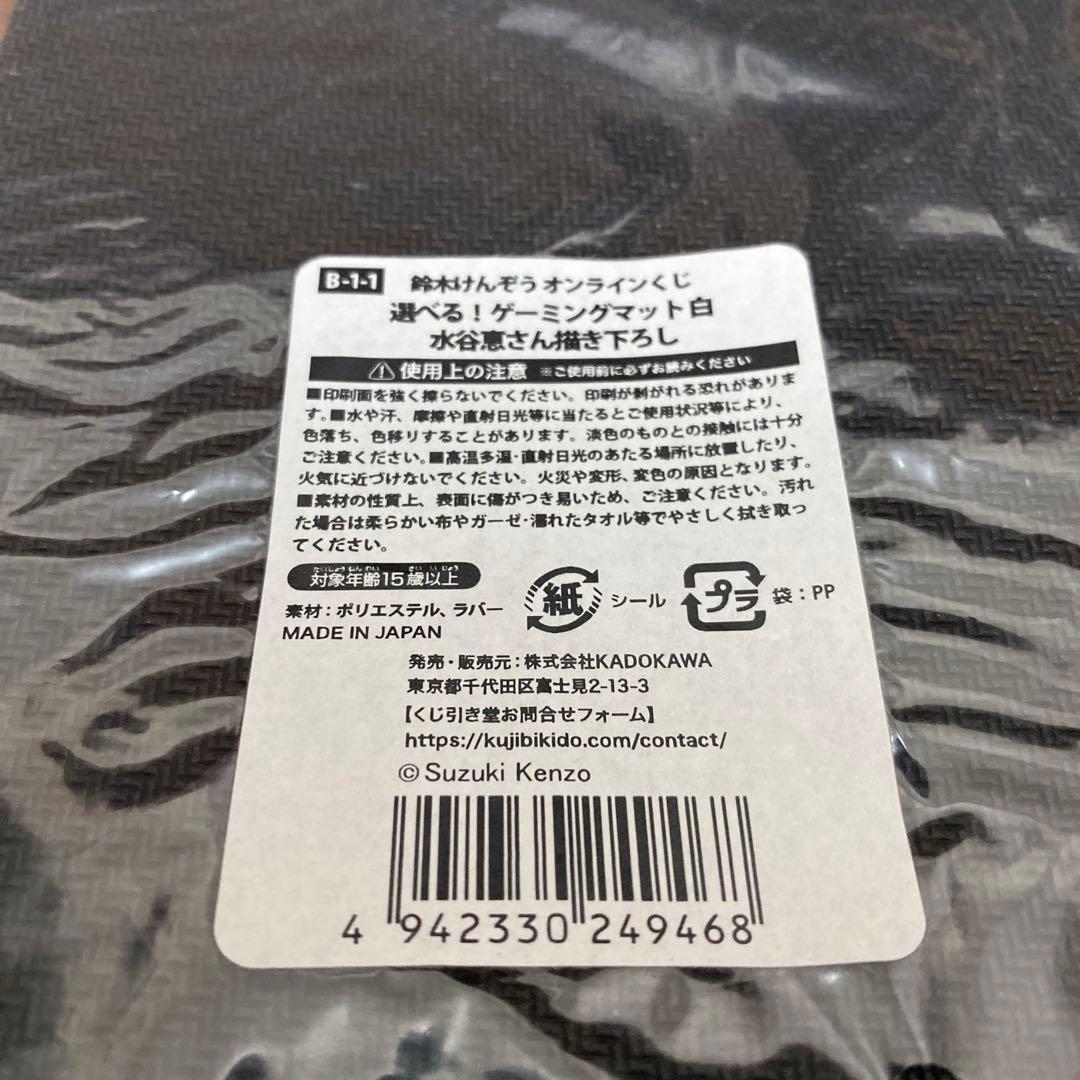 B-1-1 鈴木けんぞう オンラインくじ
選べる!ゲーミングマット 白
水谷恵さん描き下ろし
使用上の注意 ※ご使用前に必ずお読みください
■印刷面を強く擦らないでください。印刷が剥がれる恐れがありま
す。■水や汗、摩擦や直射日光等に当たるとご使用状況等により、
色落ち、色移りすることがあります。淡色のものとの接触には十分
ご注意ください。■高温多湿・直射日光のあたる場所に放置したり、
火気に近づけないでください。火災や変形、変色の原因となります。
■素材の性質上、表面に傷がつき易いため、ご注意ください。汚れ
た場合は柔らかい布やガーゼ・濡れたタオル等でやさしく拭き取っ
てください。
対象年齢15歳以上
紙 シール プラ 袋:PP
素材:ポリエステル、ラバー
MADE IN JAPAN
発売・販売元:株式会社KADOKAWA
東京都千代田区富士見2-13-3
【くじ引き堂お問合せフォーム】
https://kujibikido.com/contact/
©Suzuki Kenzo
4 942330 249468